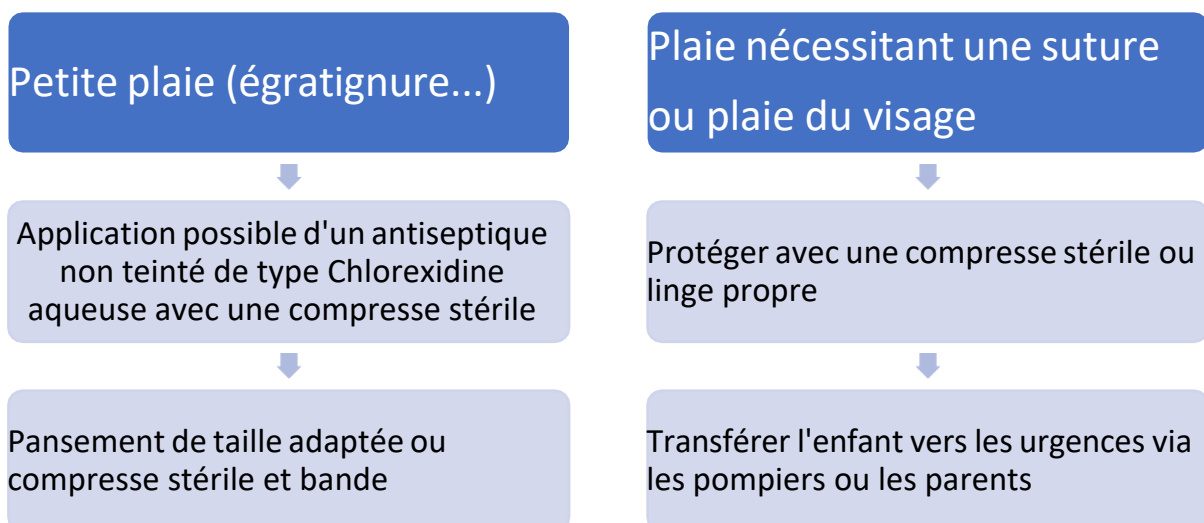 Petite plaie (égratignure...)
Application possible d'un antiseptique
non teinté de type Chlorexidine
aqueuse avec une compresse stérile
Pansement de taille adaptée ou
compresse stérile et bande
Plaie nécessitant une suture
ou plaie du visage
Protéger avec une compresse stérile ou
linge propre
Transférer l'enfant vers les urgences via
les pompiers ou les parents